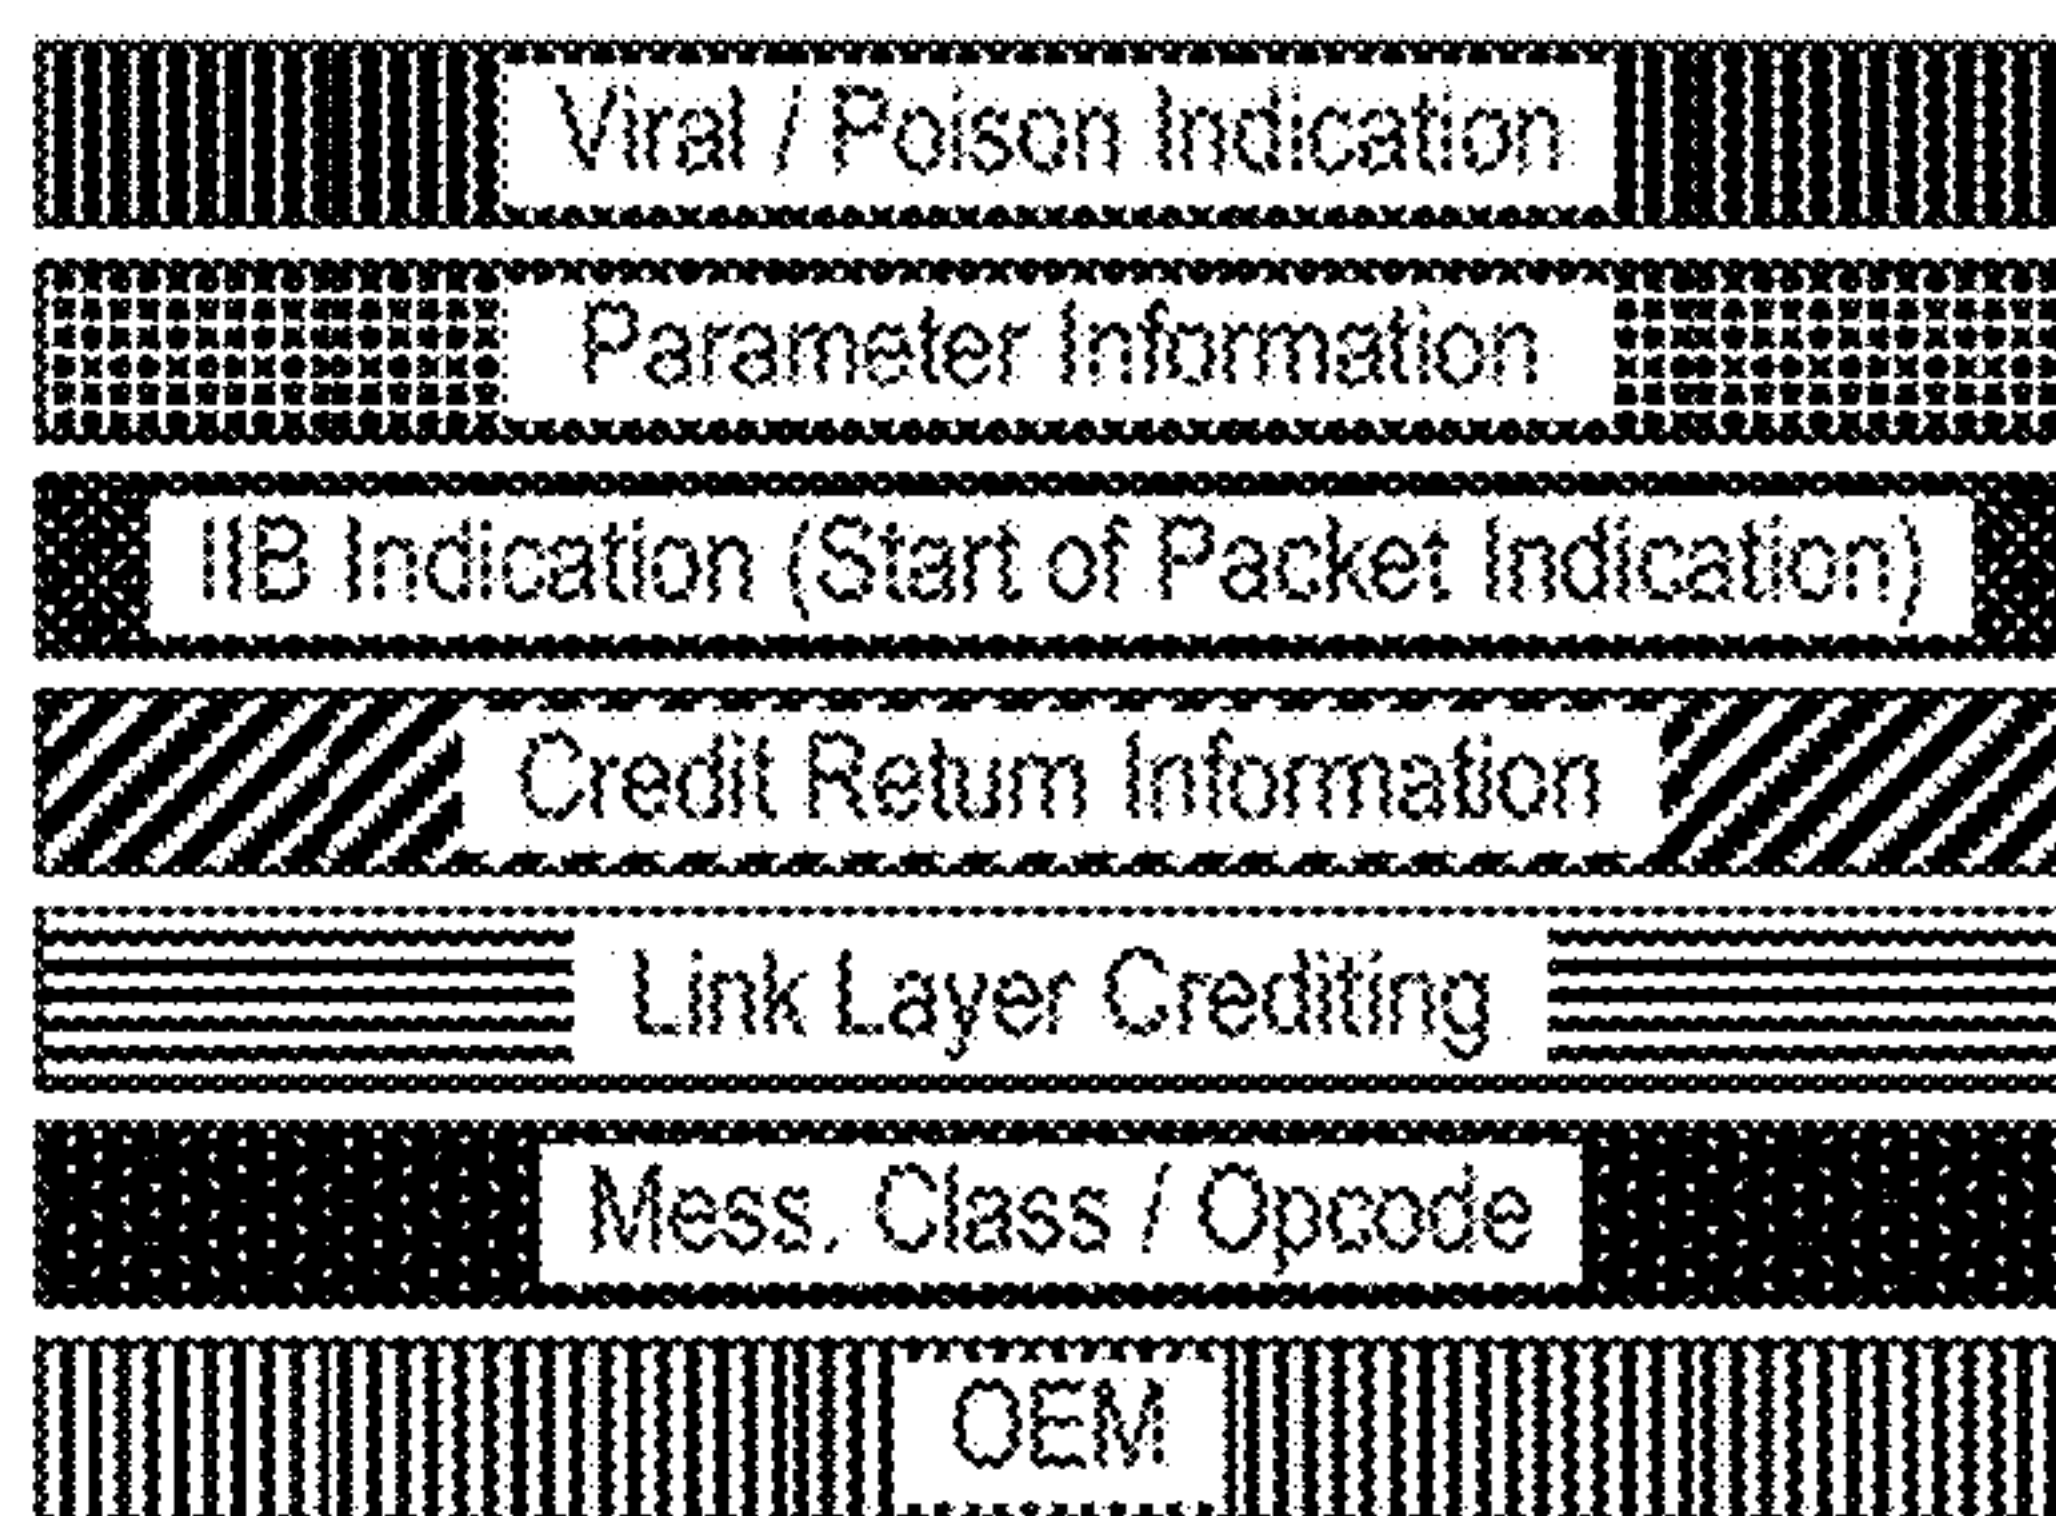 Viral / Poison Indication
Parameter Information
IIB Indication (Start of Packet Indication)
Credit Return Information
Link Layer Crediting
Mess. Class / Opcode
OEM